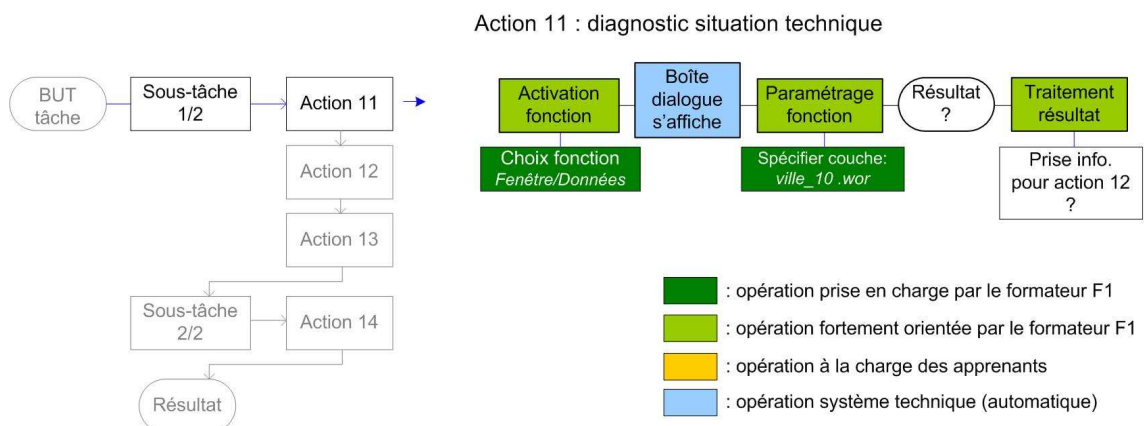 Action 11 : diagnostic situation technique
BUT
tâche
Sous-tâche
1/2
Action 11
Action 12
Action 13
Sous-tâche
2/2
Action 14
Résultat
Activation
fonction
Boîte
dialogue
s'affiche
Paramétrage
fonction
Résultat
?
Traitement
résultat
Choix fonction
Fenêtre/Données
Spécifier couche:
ville_10 .wor
Prise info.
pour action 12
?
: opération prise en charge par le formateur F1
: opération fortement orientée par le formateur F1
: opération à la charge des apprenants
: opération système technique (automatique)